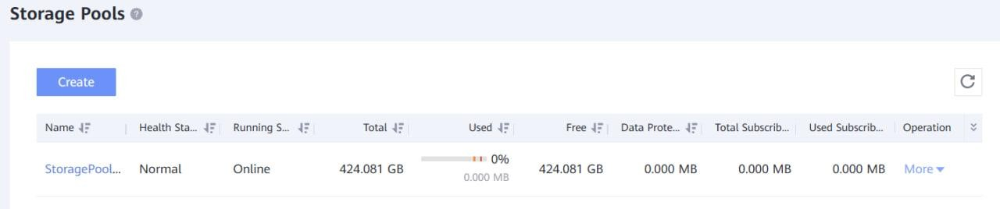 Storage Pools ?
Create
Name Health Sta... Running S... Total Used Free Data Prote... Total Subscrib... Used Subscrib... Operation
StoragePool... Normal Online 424.081 GB 0% 424.081 GB 0.000 MB 0.000 MB 0.000 MB More
0.000 MB